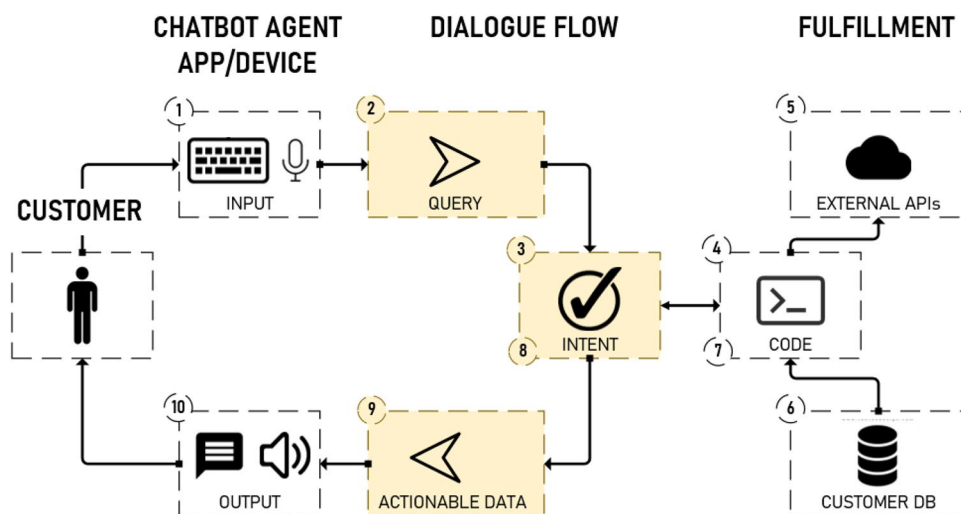 CHATBOT AGENT
APP/DEVICE
DIALOGUE FLOW
FULFILLMENT
1
INPUT
2
QUERY
5
EXTERNAL APIs
CUSTOMER
3
INTENT
8
4
>_
CODE
7
10
OUTPUT
9
ACTIONABLE DATA
6
CUSTOMER DB